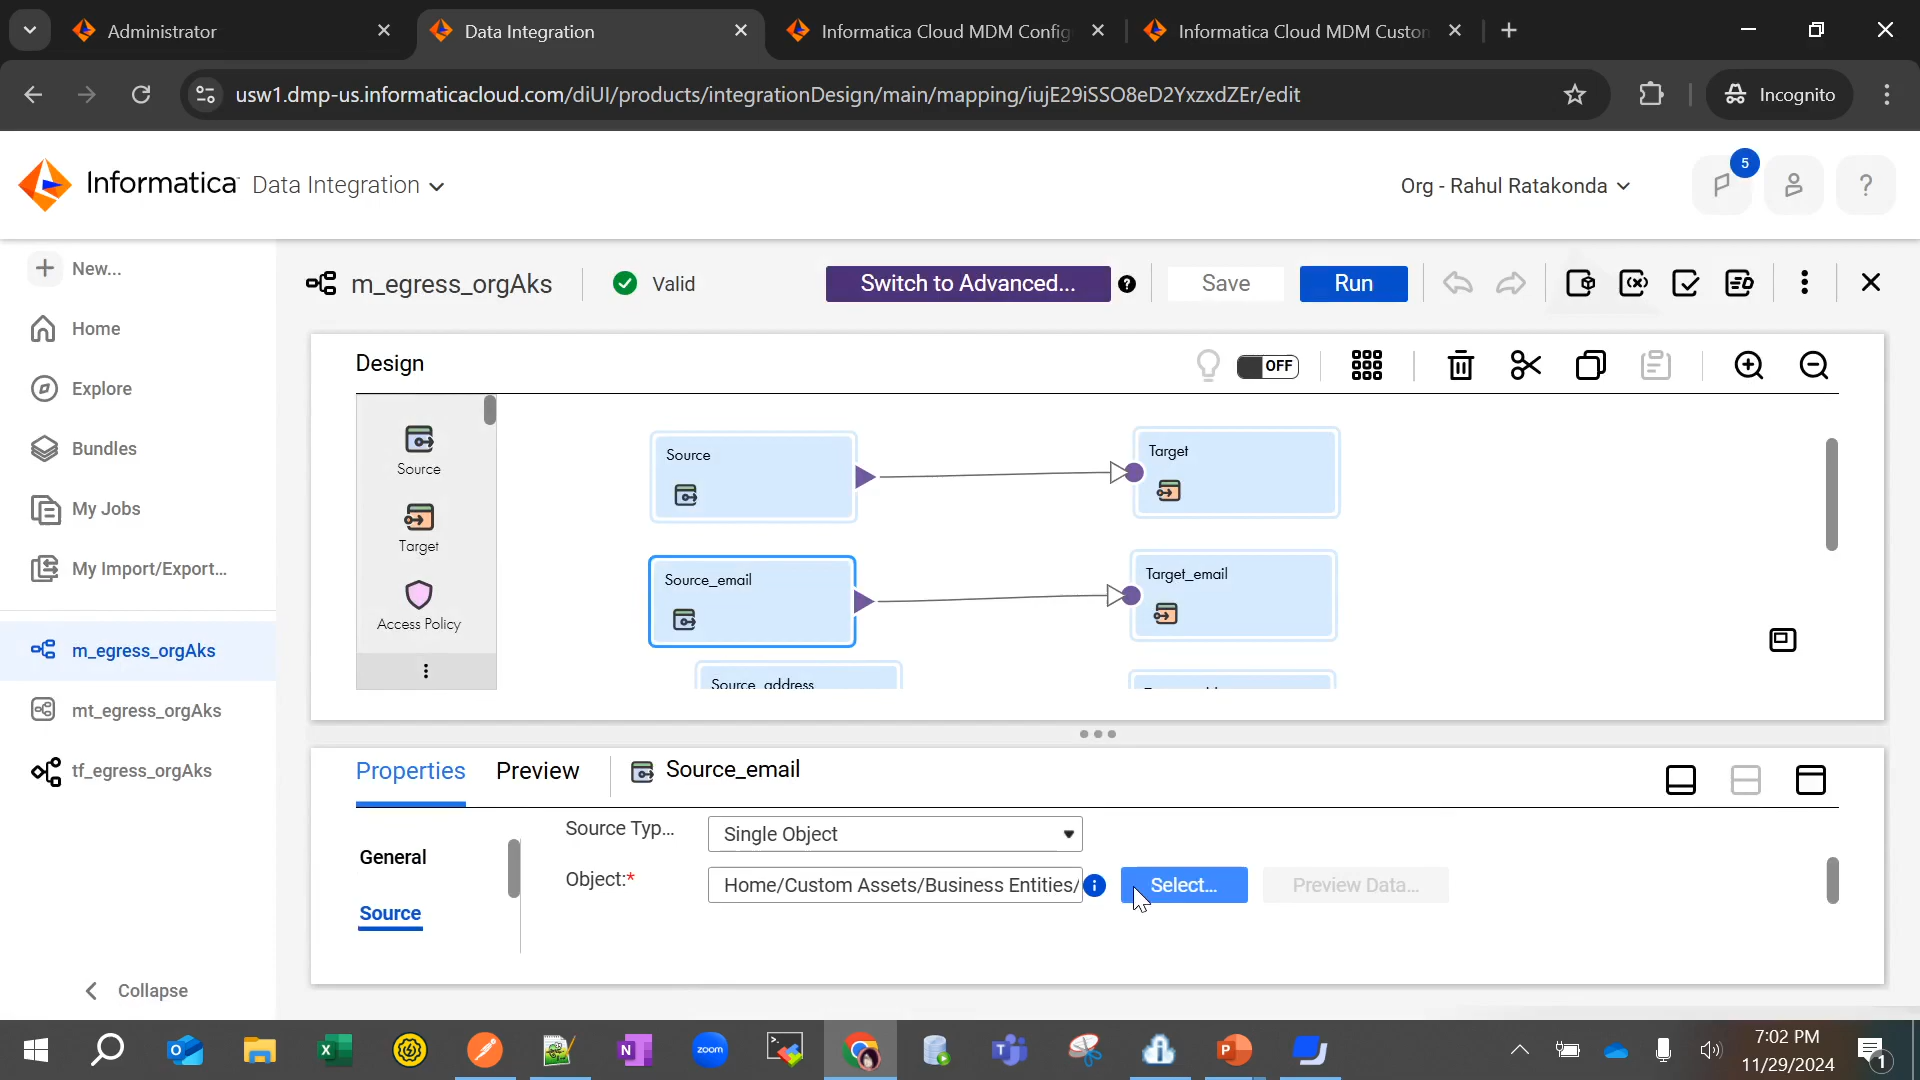 Administrator
Data Integration
Informatica Cloud MDM Config
Informatica Cloud MDM Custon
usw1.dmp-us.informaticacloud.com/diUI/products/integrationDesign/main/mapping/iujE29iSSO8eD2YxzxdZEr/edit
Incognito
Informatica
Data Integration
Org - Rahul Ratakonda
5
?
New...
Home
Explore
Bundles
My Jobs
My Import/Export...
m_egress_orgAks
mt_egress_orgAks
tf_egress_orgAks
Collapse
m_egress_orgAks
Valid
Switch to Advanced...
?
Save
Run
Design
OFF
Source
Target
Access Policy
Source
Target
Source_email
Target_email
Source_address
Properties
Preview
Source_email
General
Source
Source Typ...
Single Object
Object:*
Home/Custom Assets/Business Entities/
i
Select...
Preview Data...
zoom
7:02 PM
11/29/2024
1